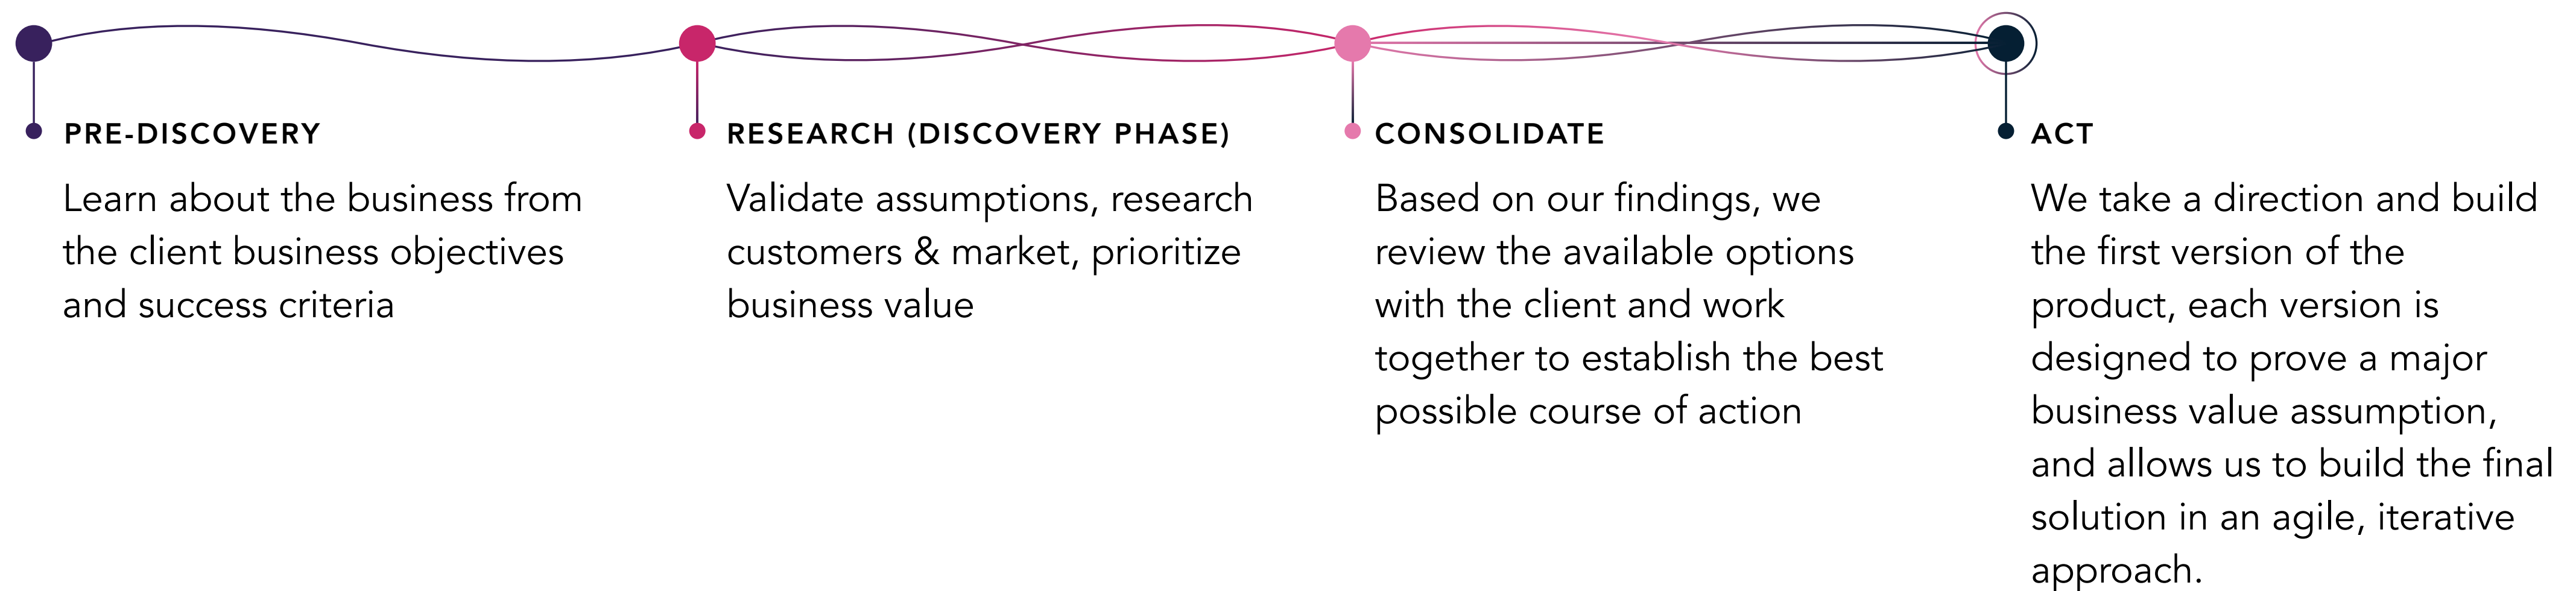 PRE-DISCOVERY
Learn about the business from
the client business objectives
and success criteria
RESEARCH (DISCOVERY PHASE)
Validate assumptions, research
customers & market, prioritize
business value
CONSOLIDATE
Based on our findings, we
review the available options
with the client and work
together to establish the best
possible course of action
ACT
We take a direction and build
the first version of the
product, each version is
designed to prove a major
business value assumption,
and allows us to build the final
solution in an agile, iterative
approach.